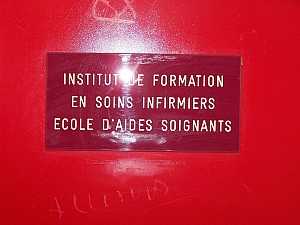 INSTITUT DE FORMATION
EN SOINS INFIRMIERS
ECOLE D'AIDES SOIGNANTS